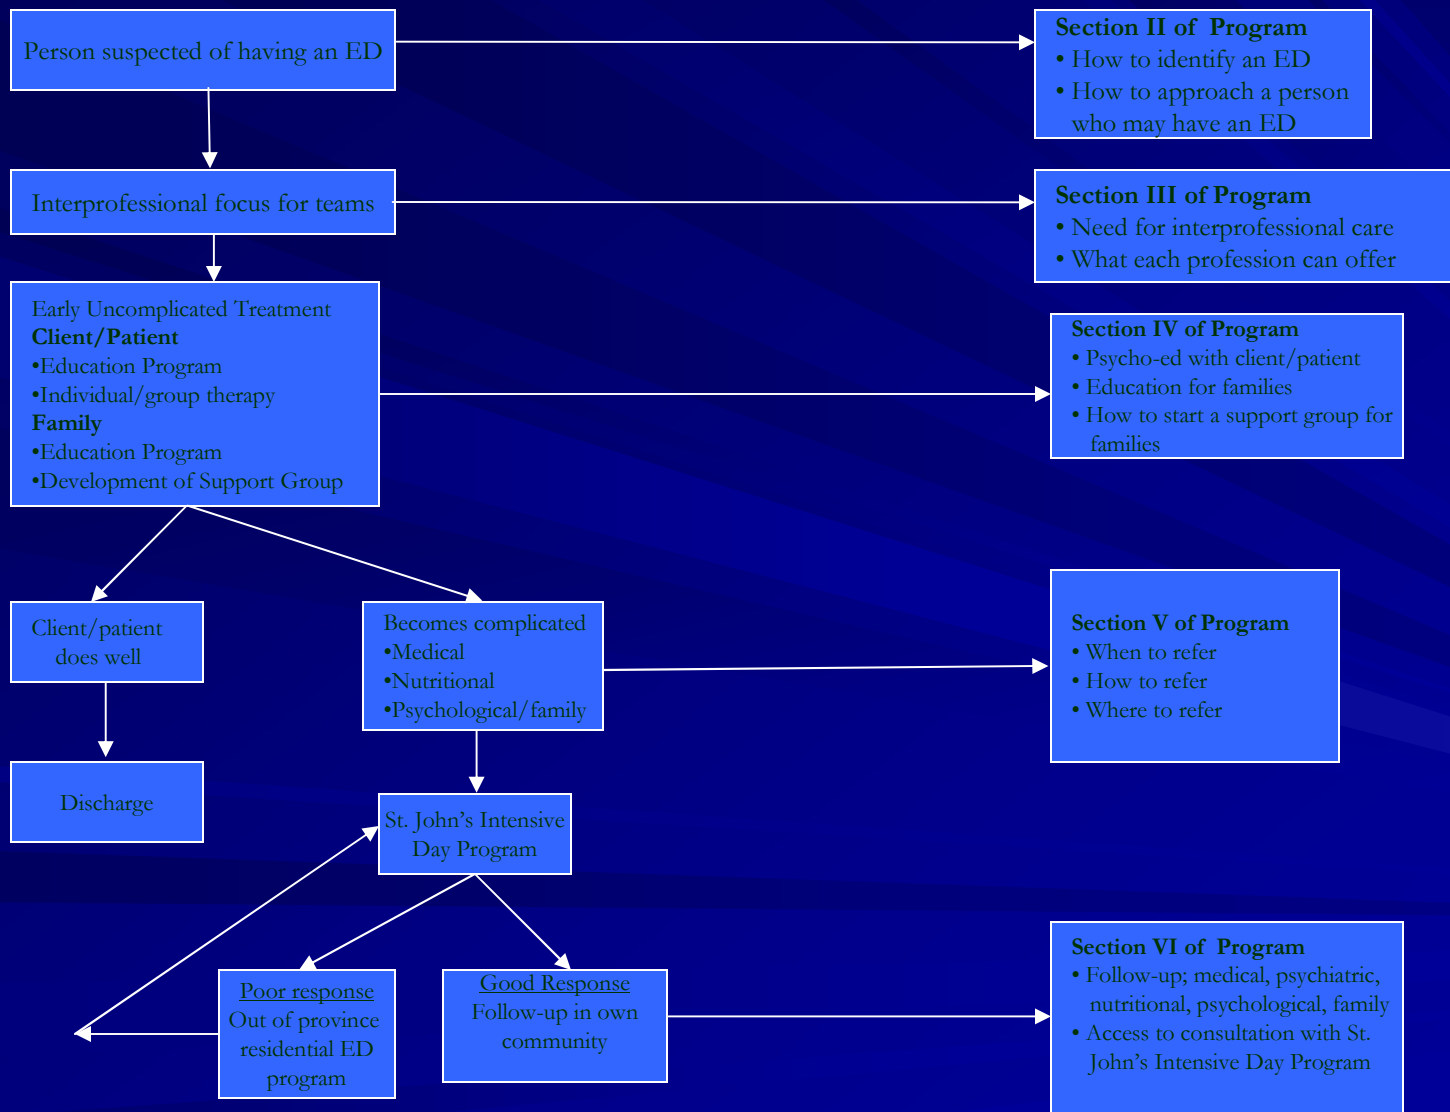 Person suspected of having an ED
Section II of Program
• How to identify an ED
• How to approach a person
who may have an ED
Interprofessional focus for teams
Section III of Program
• Need for interprofessional care
• What each profession can offer
Early Uncomplicated Treatment
Client/Patient
•Education Program
•Individual/group therapy
Family
•Education Program
•Development of Support Group
Section IV of Program
• Psycho-ed with client/patient
• Education for families
• How to start a support group for
families
Client/patient
does well
Becomes complicated
•Medical
•Nutritional
•Psychological/family
Section V of Program
• When to refer
• How to refer
• Where to refer
Discharge
St. John’s Intensive
Day Program
Poor response
Out of province
residential ED
program
Good Response
Follow-up in own
community
Section VI of Program
• Follow-up; medical, psychiatric,
nutritional, psychological, family
• Access to consultation with St.
John’s Intensive Day Program